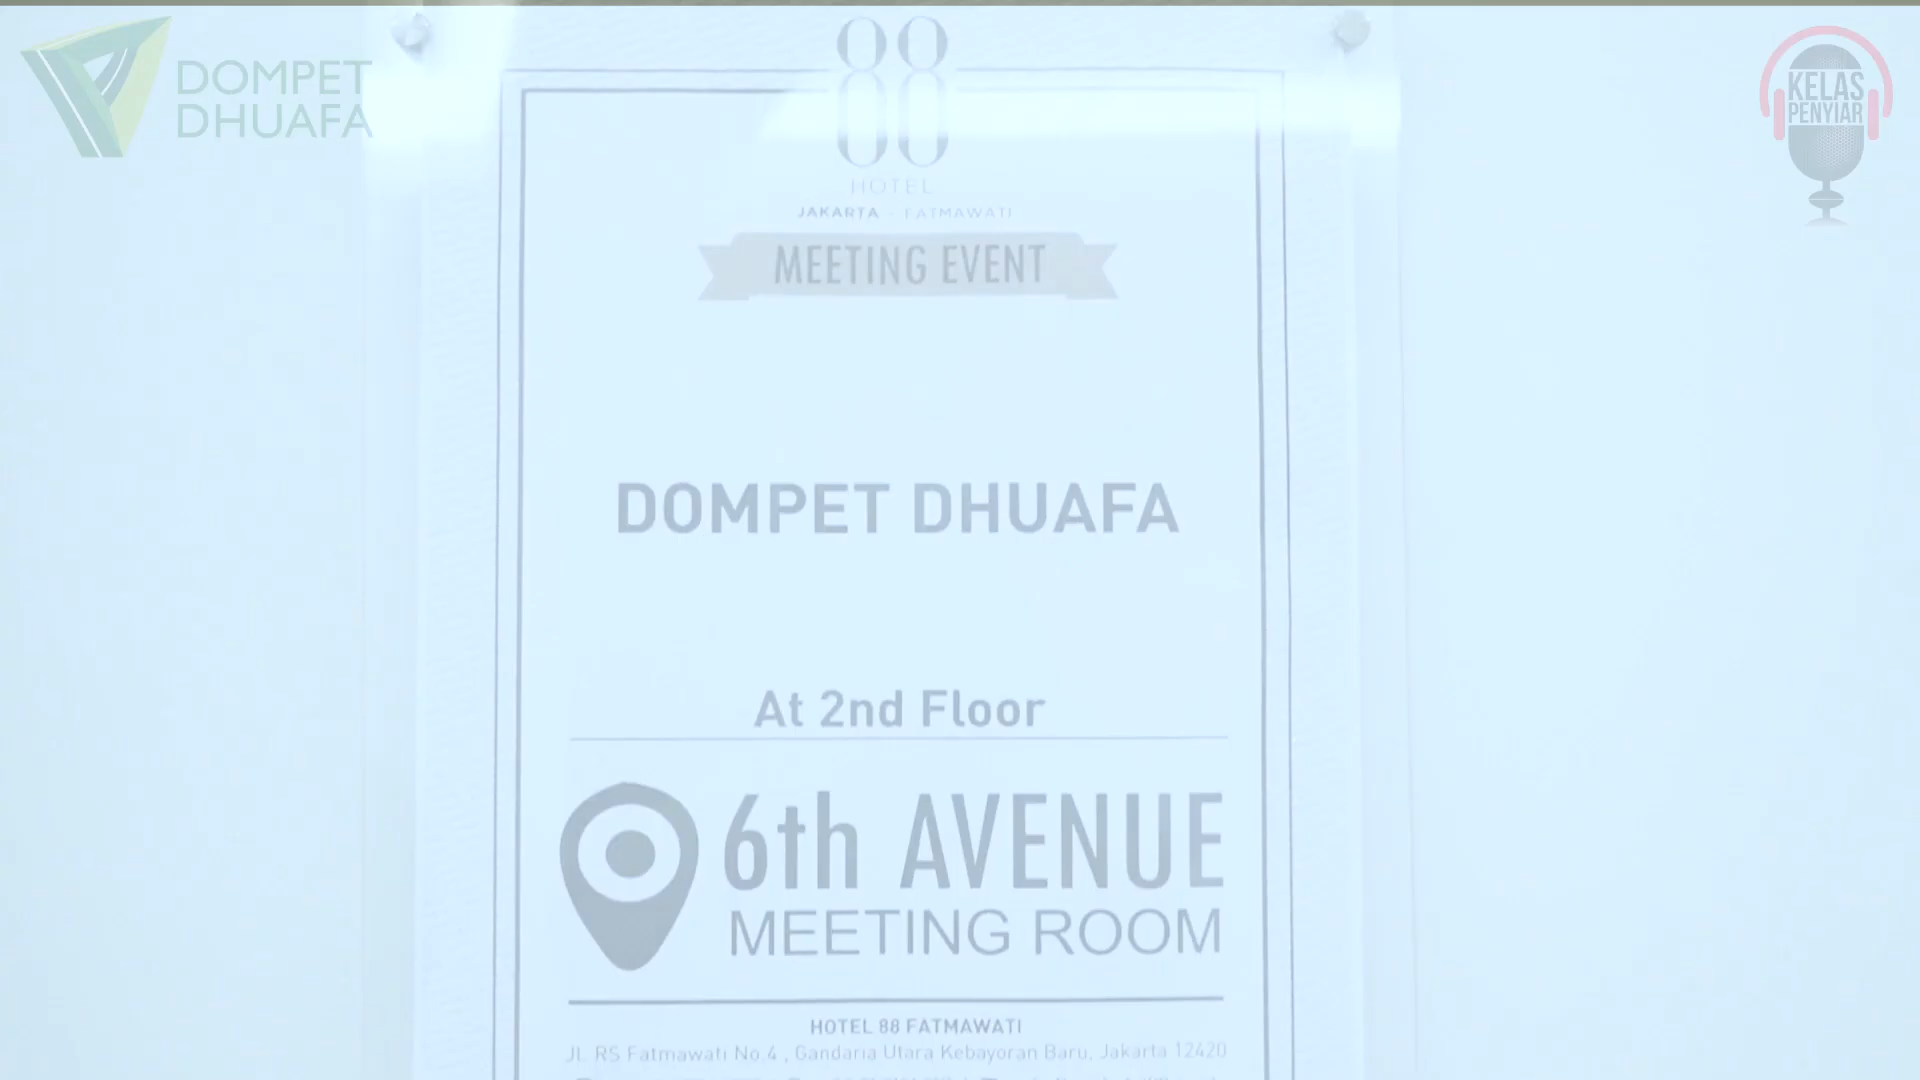 DOMPET
DHUAFA
KELAS
PENYIAR
88
HOTEL
JAKARTA - FATMAWATI
MEETING EVENT
DOMPET DHUAFA
At 2nd Floor
6th AVENUE
MEETING ROOM
HOTEL 88 FATMAWATI
JL. RS Fatmawati No.4 , Gandaria Utara Kebayoran Baru, Jakarta 12420